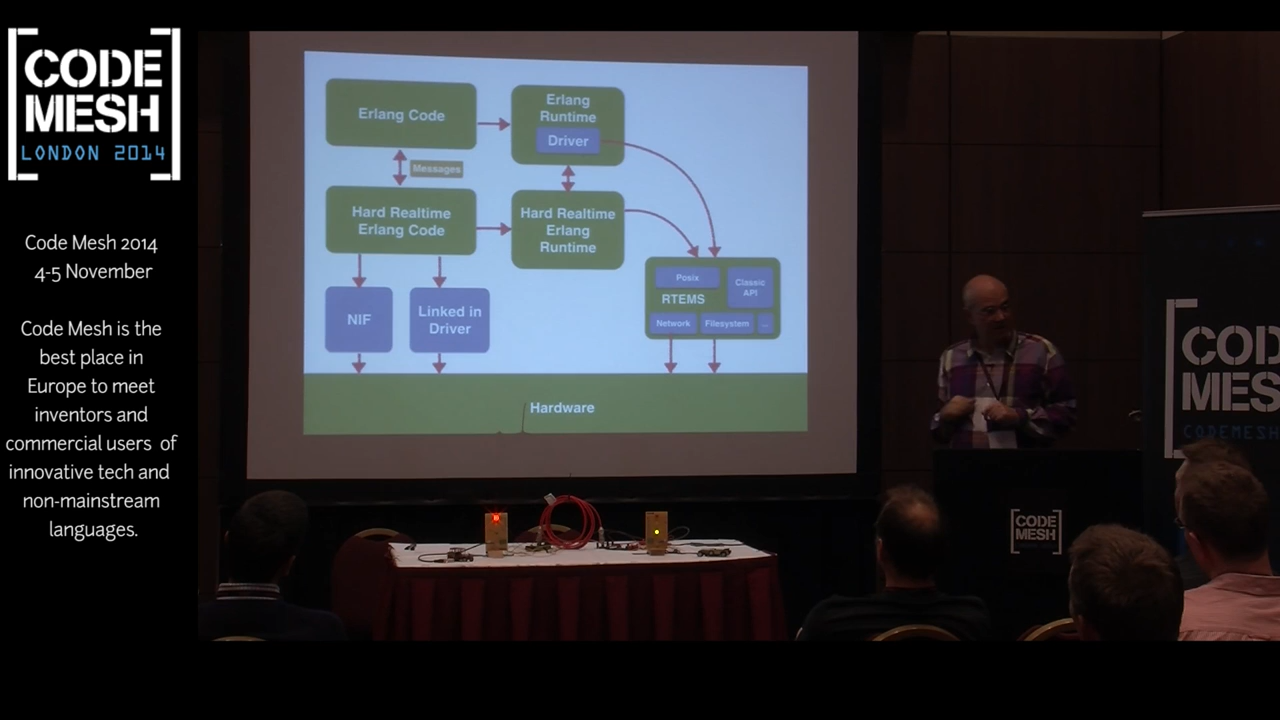 CODE
MESH
LONDON 2014
Code Mesh 2014
4-5 November
Code Mesh is the
best place in
Europe to meet
inventors and
commercial users of
innovative tech and
non-mainstream
languages.
Erlang Code
Erlang
Runtime
Driver
Messages
Hard Realtime
Erlang Code
Hard Realtime
Erlang
Runtime
NIF
Linked in
Driver
Posix
Classic
API
RTEMS
Network
Filesystem
...
Hardware
COD
MES
CODEMESH
CODE
MESH